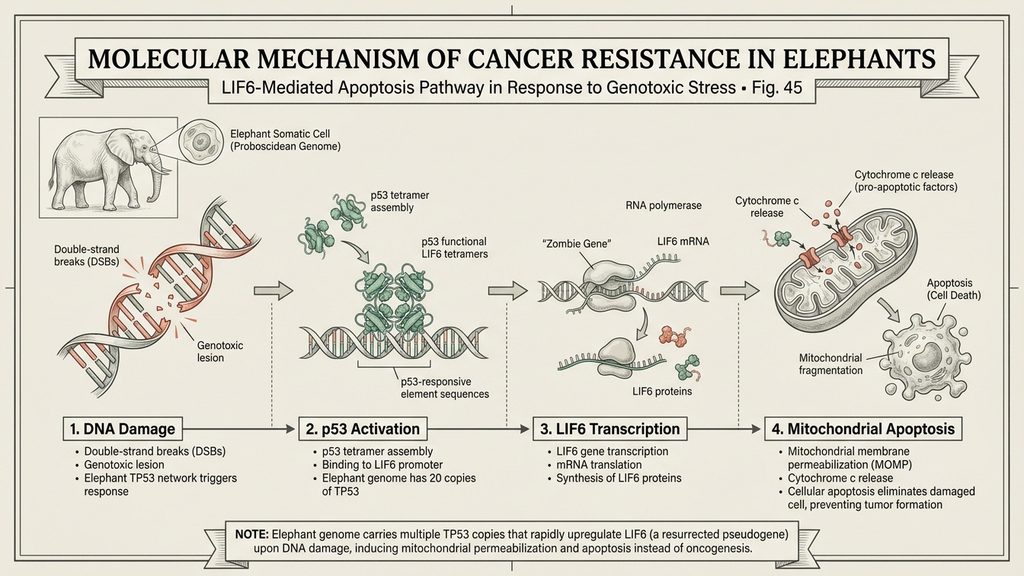 MOLECULAR MECHANISM OF CANCER RESISTANCE IN ELEPHANTS
LIF6-Mediated Apoptosis Pathway in Response to Genotoxic Stress • Fig. 45
Elephant Somatic Cell
(Proboscidean Genome)
Double-strand
breaks (DSBs)
Genotoxic
lesion
p53 tetramer
assembly
p53 functional
LIF6 tetramers
p53-responsive
element sequences
RNA polymerase
"Zombie Gene"
LIF6 mRNA
LIF6 proteins
Cytochrome c release
(pro-apoptotic factors)
Cytochrome c
release
Apoptosis
(Cell Death)
Mitochondrial
fragmentation
1. DNA Damage
• Double-strand breaks (DSBs)
• Genotoxic lesion
• Elephant TP53 network triggers
response
2. p53 Activation
• p53 tetramer assembly
• Binding to LIF6 promoter
• Elephant genome has 20 copies
of TP53
3. LIF6 Transcription
• LIF6 gene transcription
• mRNA translation
• Synthesis of LIF6 proteins
4. Mitochondrial Apoptosis
• Mitochondrial membrane
permeabilization (MOMP)
• Cytochrome c release
• Cellular apoptosis eliminates damaged
cell, preventing tumor formation
NOTE: Elephant genome carries multiple TP53 copies that rapidly upregulate LIF6 (a resurrected pseudogene)
upon DNA damage, inducing mitochondrial permeabilization and apoptosis instead of oncogenesis.